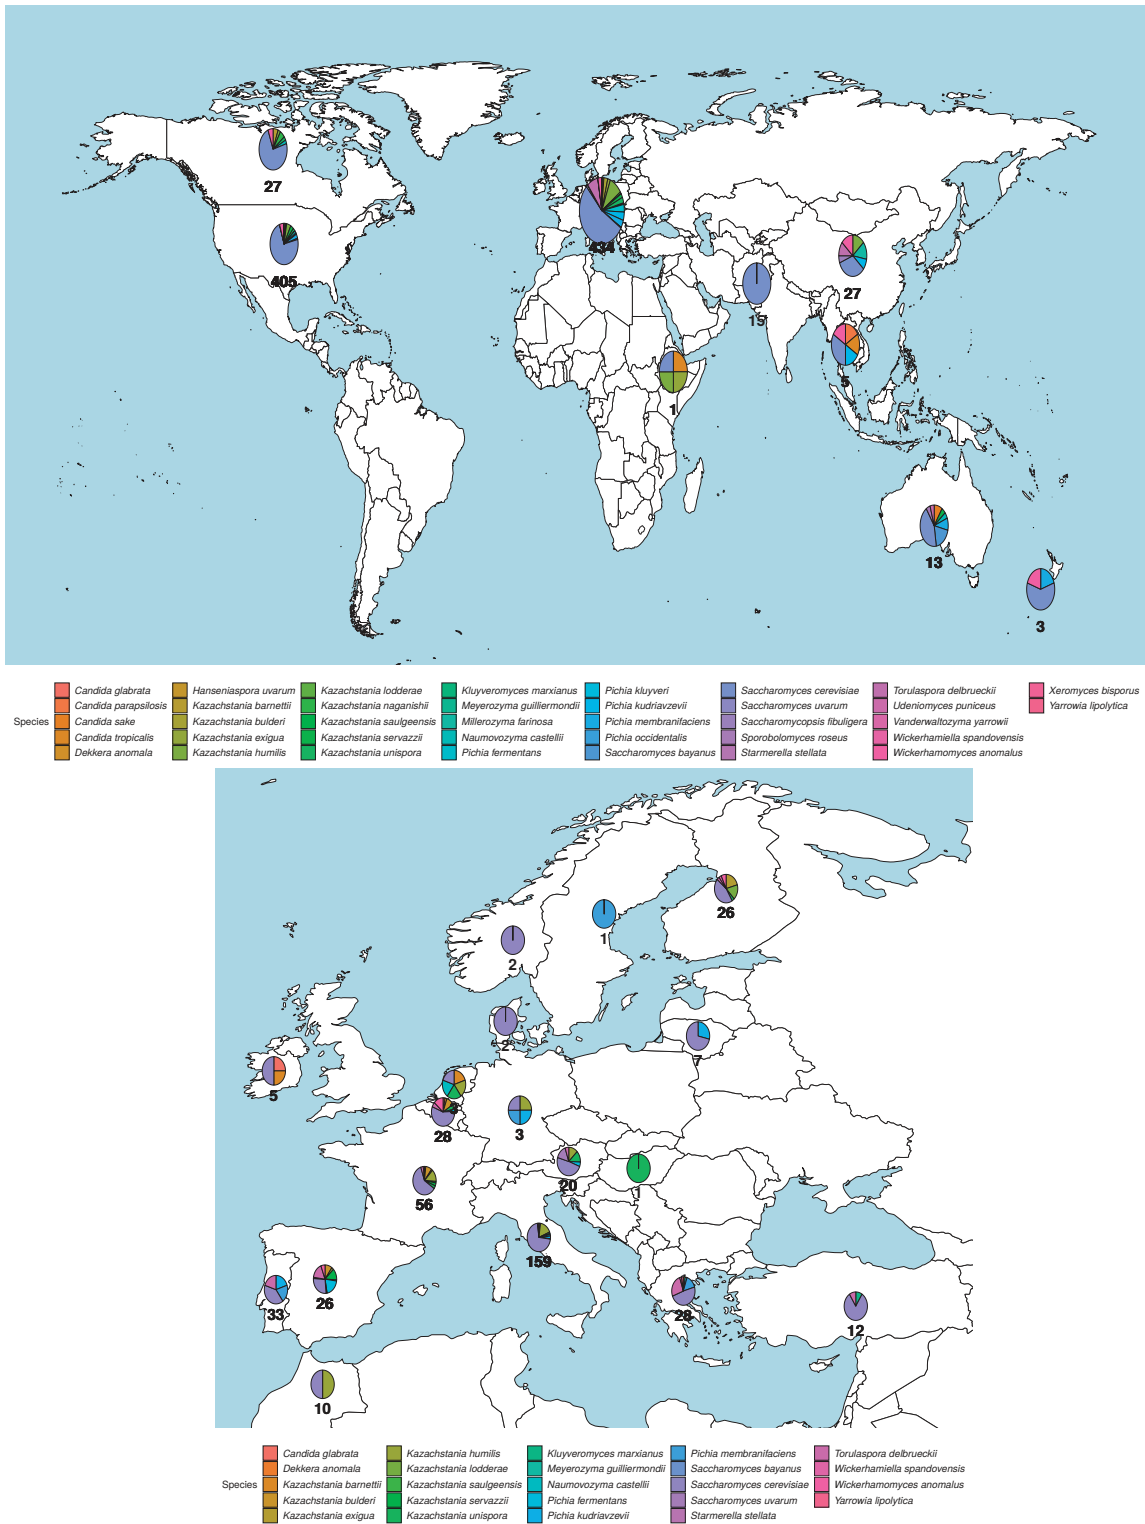 27
405
434
15
27
5
1
13
3
Species
Candida glabrata
Candida parapsilosis
Candida sake
Candida tropicalis
Dekkera anomala
Hanseniaspora uvarum
Kazachstania barnettii
Kazachstania bulderi
Kazachstania exigua
Kazachstania humilis
Kazachstania lodderae
Kazachstania naganishii
Kazachstania saulgeensis
Kazachstania servazzii
Kazachstania unispora
Kluyveromyces marxianus
Meyerozyma guilliermondii
Millerozyma farinosa
Naumovozyma castellii
Pichia fermentans
Pichia kluyveri
Pichia kudriavzevii
Pichia membranifaciens
Pichia occidentalis
Saccharomyces bayanus
Saccharomyces cerevisiae
Saccharomyces uvarum
Saccharomycopsis fibuligera
Sporobolomyces roseus
Starmerella stellata
Torulaspora delbrueckii
Udeniomyces puniceus
Vanderwaltozyma yarrowii
Wickerhamiella spandovensis
Wickerhamomyces anomalus
Xeromyces bisporus
Yarrowia lipolytica
26
1
2
2
7
5
3
28
3
20
1
56
159
26
33
28
12
10
Species
Candida glabrata
Dekkera anomala
Kazachstania barnettii
Kazachstania bulderi
Kazachstania exigua
Kazachstania humilis
Kazachstania lodderae
Kazachstania saulgeensis
Kazachstania servazzii
Kazachstania unispora
Kluyveromyces marxianus
Meyerozyma guilliermondii
Naumovozyma castellii
Pichia fermentans
Pichia kudriavzevii
Pichia membranifaciens
Saccharomyces bayanus
Saccharomyces cerevisiae
Saccharomyces uvarum
Starmerella stellata
Torulaspora delbrueckii
Wickerhamiella spandovensis
Wickerhamomyces anomalus
Yarrowia lipolytica